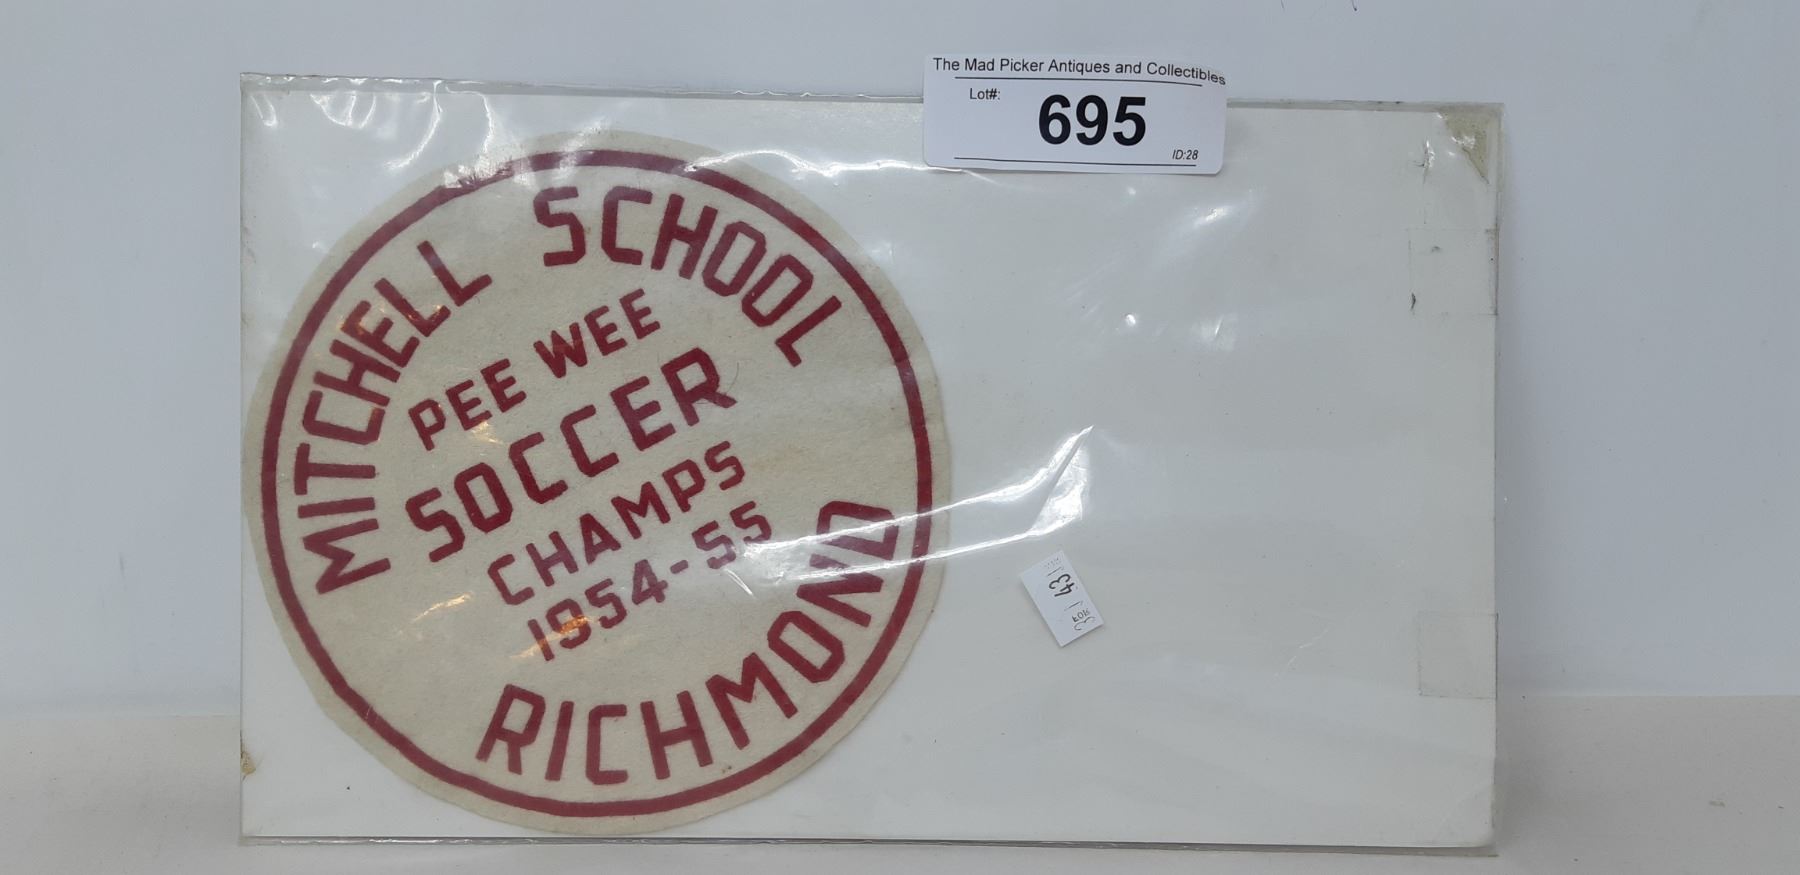 The Mad Picker Antiques and Collectibles
Lot#:
695
ID:28
MITCHELL SCHOOL
PEE WEE
SOCCER
CHAMPS
1954-55
RICHMOND
43